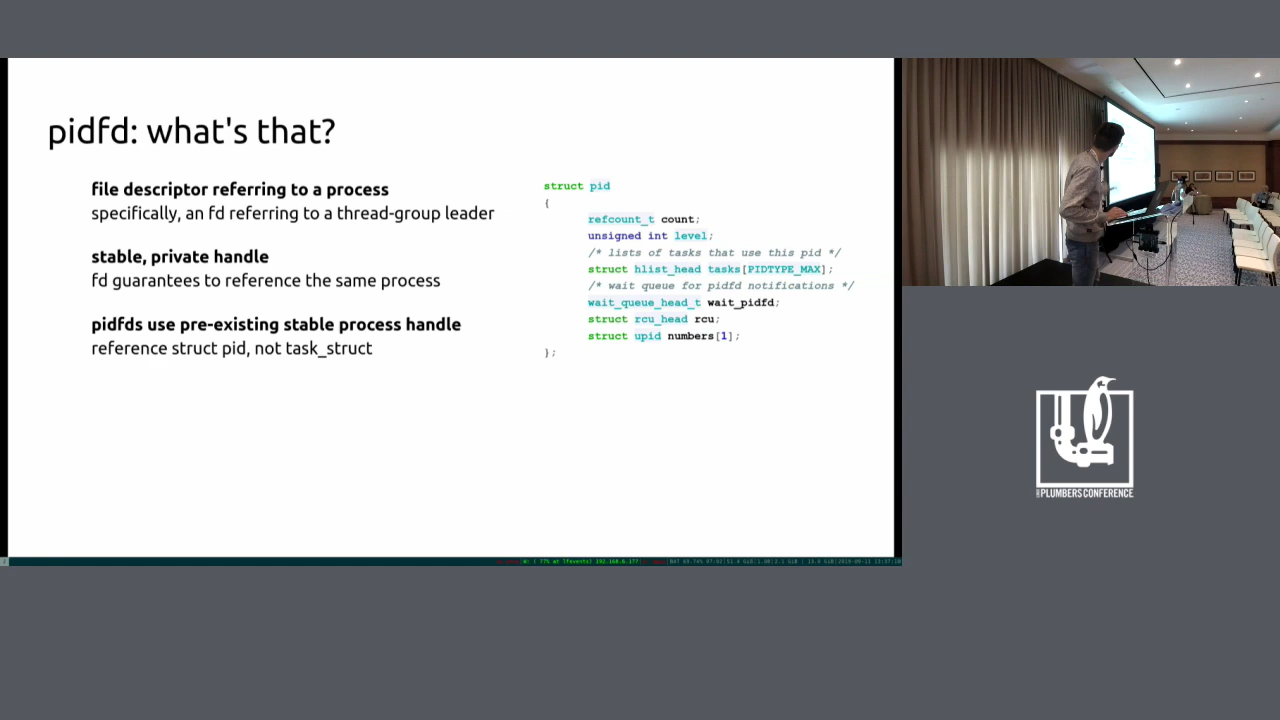 pidfd: what's that?
file descriptor referring to a process
specifically, an fd referring to a thread-group leader
stable, private handle
fd guarantees to reference the same process
pidfds use pre-existing stable process handle
reference struct pid, not task_struct
struct pid
{
refcount_t count;
unsigned int level;
/* lists of tasks that use this pid */
struct hlist_head tasks[PIDTYPE_MAX];
/* wait queue for pidfd notifications */
wait_queue_head_t wait_pidfd;
struct rcu_head rcu;
struct upid numbers[1];
};
PLUMBERS CONFERENCE